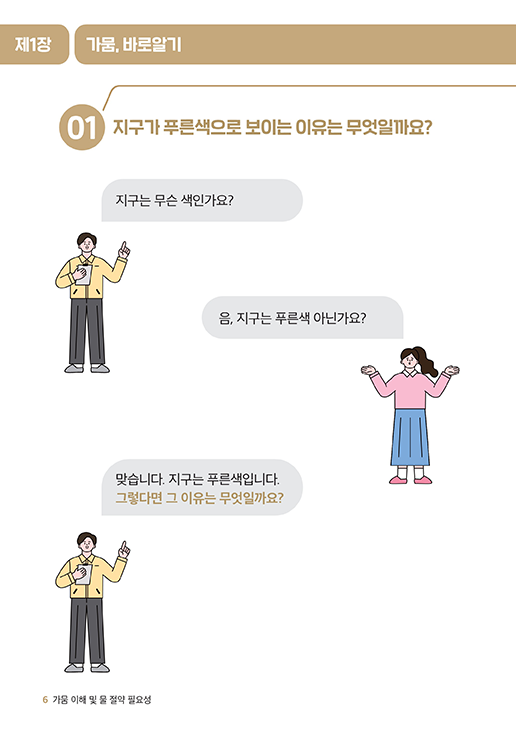 제1장
가뭄, 바로알기
01 지구가 푸른색으로 보이는 이유는 무엇일까요?
지구는 무슨 색인가요?
음, 지구는 푸른색 아닌가요?
맞습니다. 지구는 푸른색입니다.
그렇다면 그 이유는 무엇일까요?
6 가뭄 이해 및 물 절약 필요성